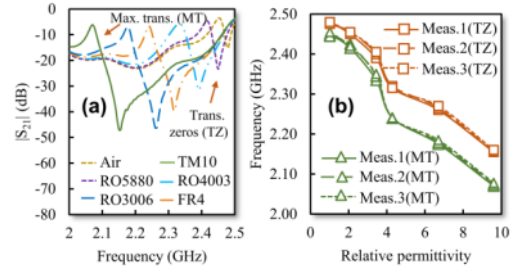 0
-10
-20
-30
-40
-50
-60
-70
-80
|S21| (dB)
Max. trans. (MT)
(a)
Trans.
zeros (TZ)
Air
TM10
RO5880
RO4003
RO3006
FR4
2
2.1
2.2
2.3
2.4
2.5
Frequency (GHz)
2.50
2.40
2.30
2.20
2.10
2.00
Frequency (GHz)
Meas.1(TZ)
Meas.2(TZ)
Meas.3(TZ)
(b)
Meas.1(MT)
Meas.2(MT)
Meas.3(MT)
0
2
4
6
8
10
Relative permittivity